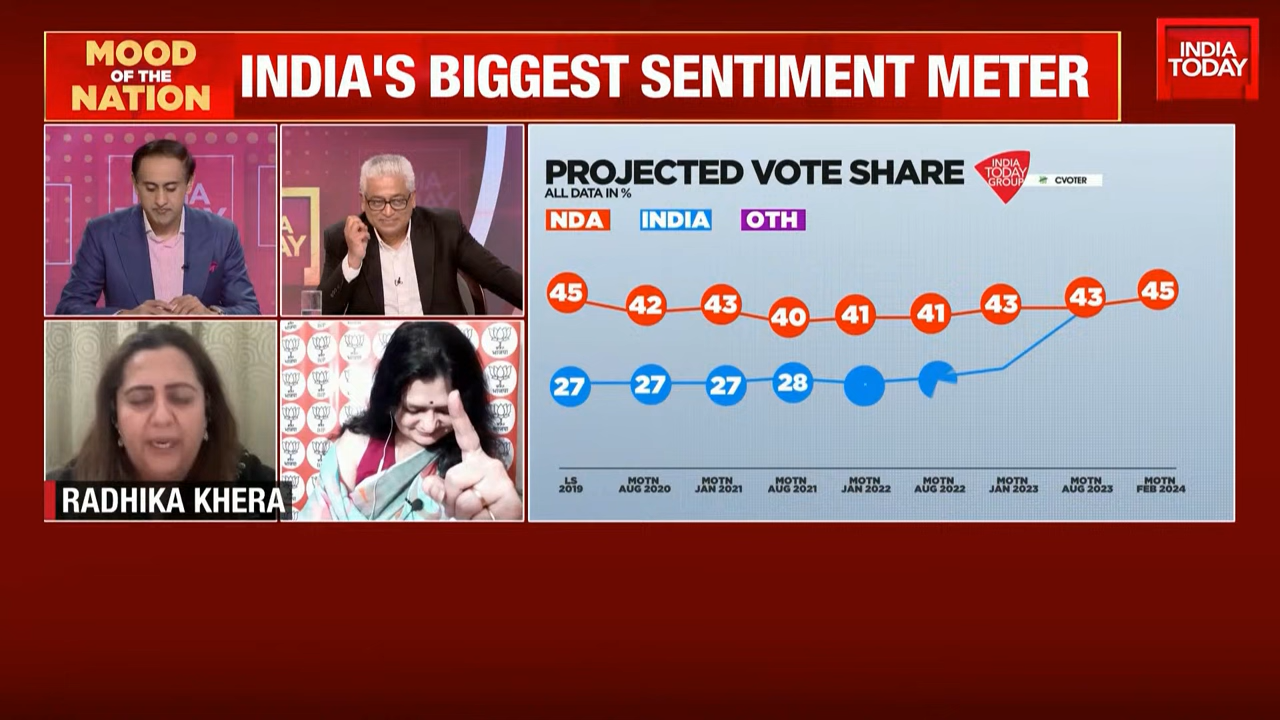 MOOD
OF THE
NATION
INDIA'S BIGGEST SENTIMENT METER
INDIA
TODAY
PROJECTED VOTE SHARE
ALL DATA IN %
INDIA
TODAY
GROUP
CVOTER
NDA INDIA OTH
45 42 43 40 41 41 43 43 45
27 27 27 28
LS
2019
MOTN
AUG 2020
MOTN
JAN 2021
MOTN
AUG 2021
MOTN
JAN 2022
MOTN
AUG 2022
MOTN
JAN 2023
MOTN
AUG 2023
MOTN
FEB 2024
RADHIKA KHERA